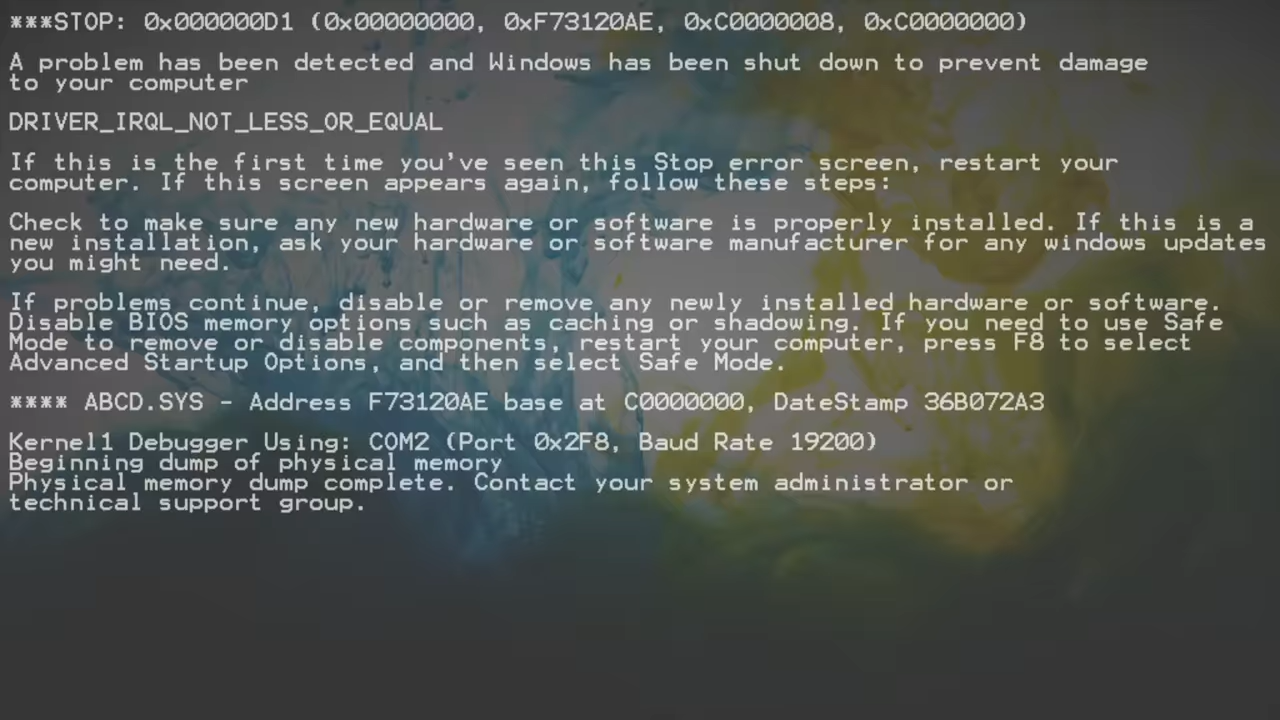 ***STOP: 0x000000D1 (0x00000000, 0xF73120AE, 0xC0000008, 0xC0000000)
A problem has been detected and Windows has been shut down to prevent damage
to your computer
DRIVER_IRQL_NOT_LESS_OR_EQUAL
If this is the first time you've seen this Stop error screen, restart your
computer. If this screen appears again, follow these steps:
Check to make sure any new hardware or software is properly installed. If this is a
new installation, ask your hardware or software manufacturer for any windows updates
you might need.
If problems continue, disable or remove any newly installed hardware or software.
Disable BIOS memory options such as caching or shadowing. If you need to use Safe
Mode to remove or disable components, restart your computer, press F8 to select
Advanced Startup Options, and then select Safe Mode.
**** ABCD.SYS - Address F73120AE base at C0000000, DateStamp 36B072A3
Kernel1 Debugger Using: COM2 (Port 0x2F8, Baud Rate 19200)
Beginning dump of physical memory
Physical memory dump complete. Contact your system administrator or
technical support group.